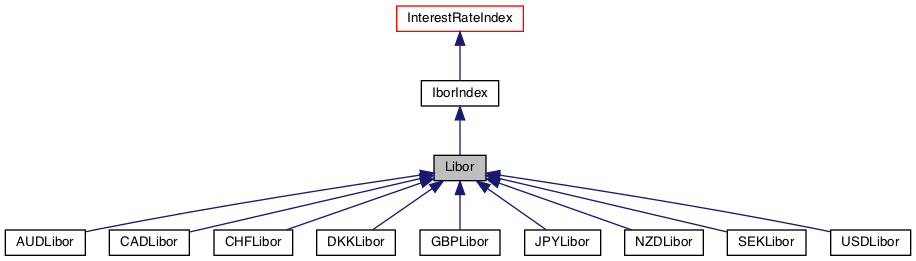 InterestRateIndex
IborIndex
Libor
AUDLibor
CADLibor
CHFLibor
DKKLibor
GBPLibor
JPYLibor
NZDLibor
SEKLibor
USDLibor